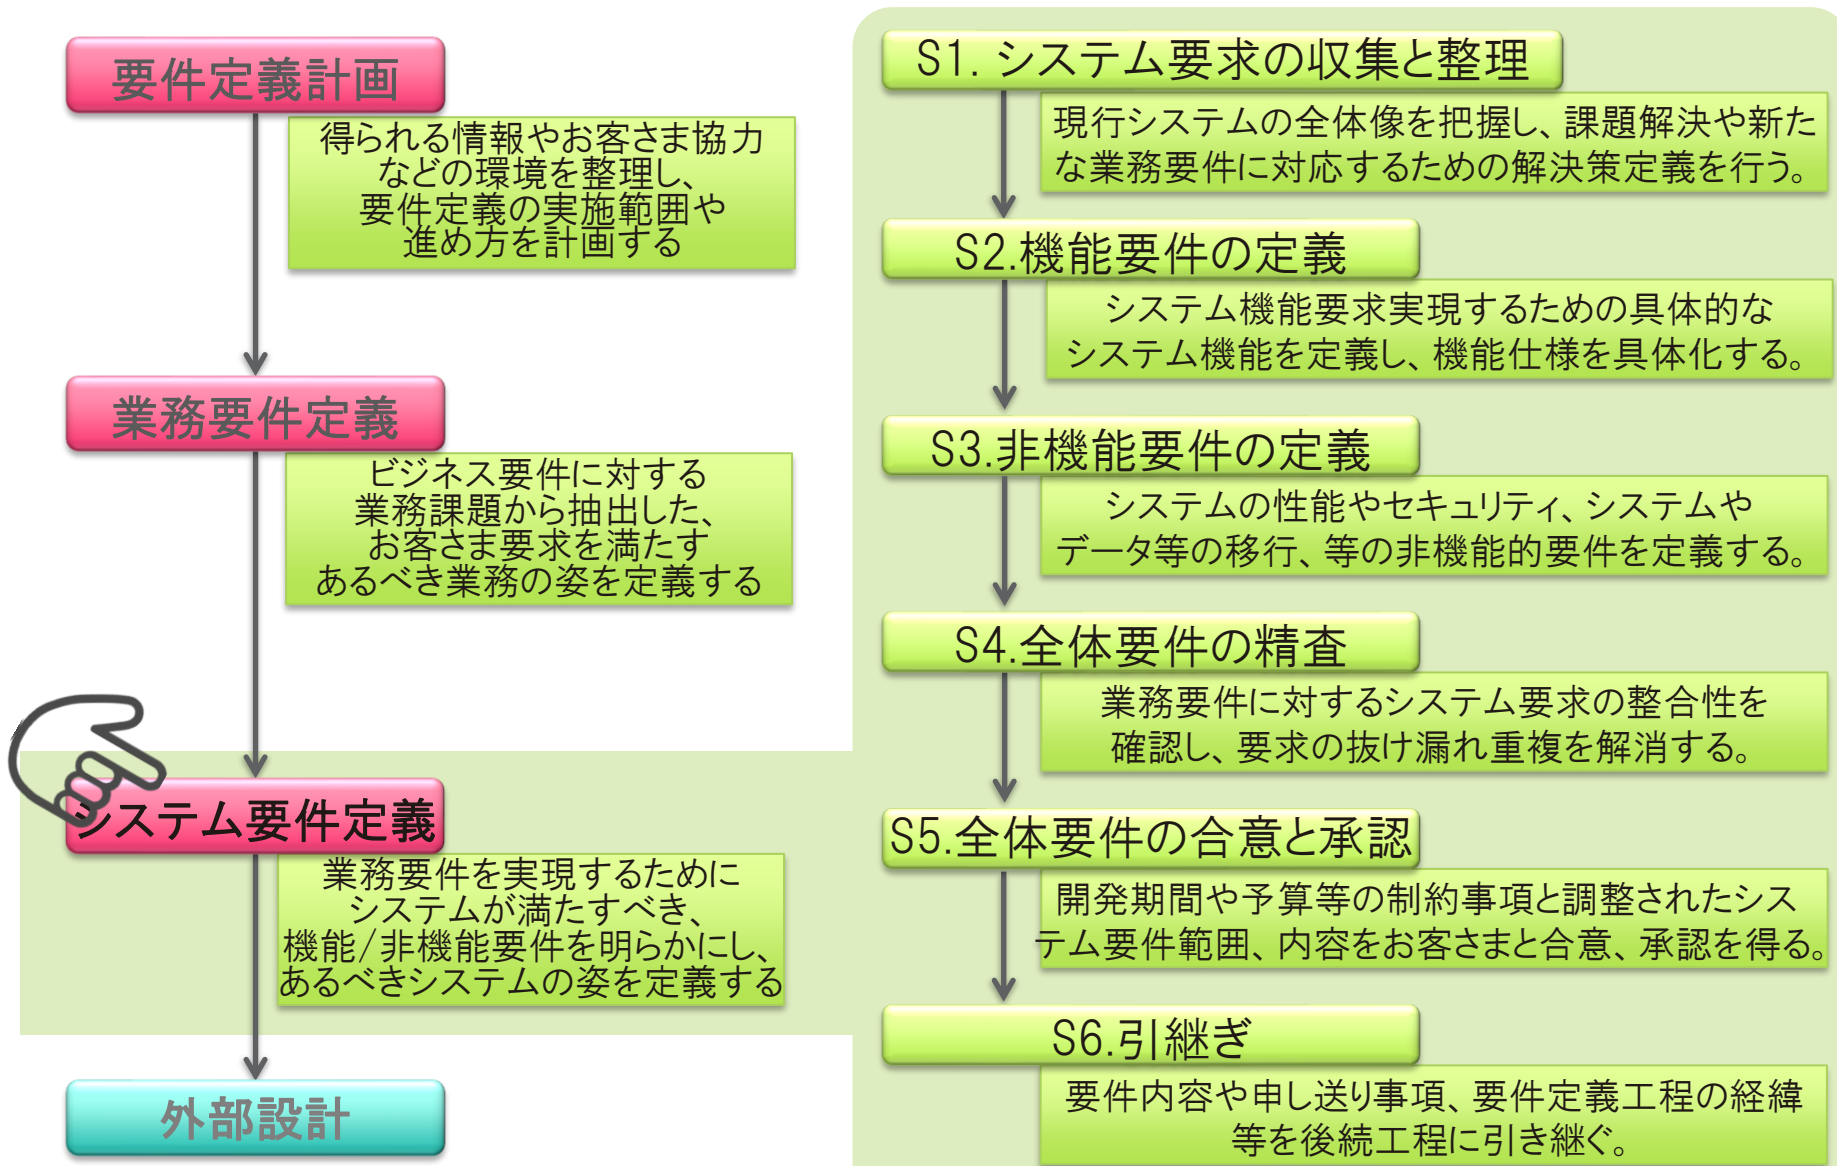 要件定義計画
得られる情報やお客さま協力
などの環境を整理し、
要件定義の実施範囲や
進め方を計画する
業務要件定義
ビジネス要件に対する
業務課題から抽出した、
お客さま要求を満たす
あるべき業務の姿を定義する
システム要件定義
業務要件を実現するために
システムが満たすべき、
機能/非機能要件を明らかにし、
あるべきシステムの姿を定義する
外部設計
S1. システム要求の収集と整理
現行システムの全体像を把握し、課題解決や新た
な業務要件に対応するための解決策定義を行う。
S2.機能要件の定義
システム機能要求実現するための具体的な
システム機能を定義し、機能仕様を具体化する。
S3.非機能要件の定義
システムの性能やセキュリティ、システムや
データ等の移行、等の非機能的要件を定義する。
S4.全体要件の精査
業務要件に対するシステム要求の整合性を
確認し、要求の抜け漏れ重複を解消する。
S5.全体要件の合意と承認
開発期間や予算等の制約事項と調整されたシス
テム要件範囲、内容をお客さまと合意、承認を得る。
S6.引継ぎ
要件内容や申し送り事項、要件定義工程の経緯
等を後続工程に引き継ぐ。